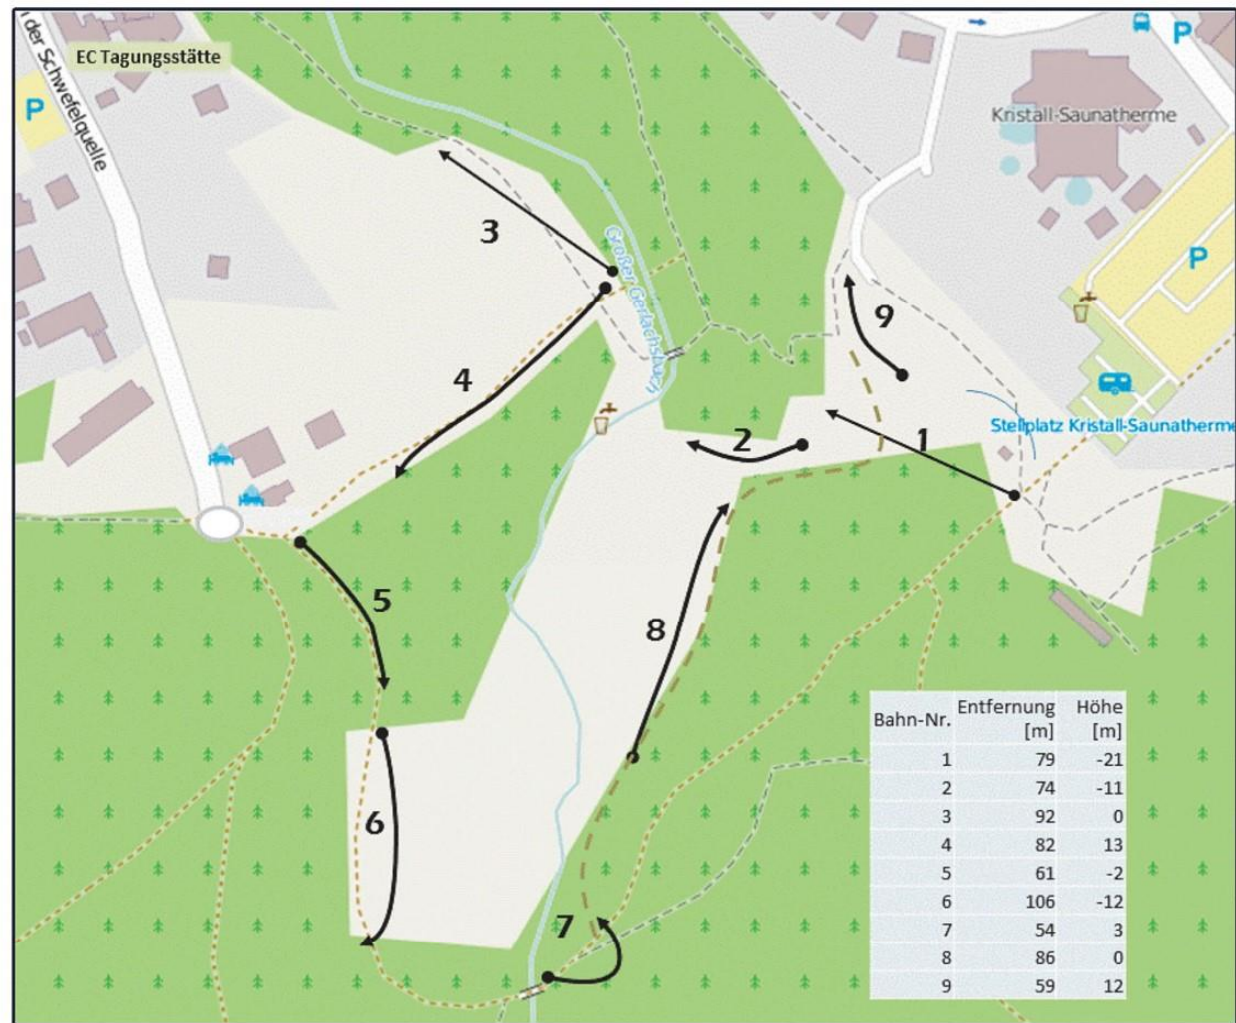 n der Schwefelquelle
EC Tagungsstätte
P
P
Kristall-Saunatherme
P
3
Großer Gerlachsbach
9
4
2
1
Stellplatz Kristall-Saunatherme
5
8
6
7
Bahn-Nr. Entfernung [m] Höhe [m]
1 79 -21
2 74 -11
3 92 0
4 82 13
5 61 -2
6 106 -12
7 54 3
8 86 0
9 59 12